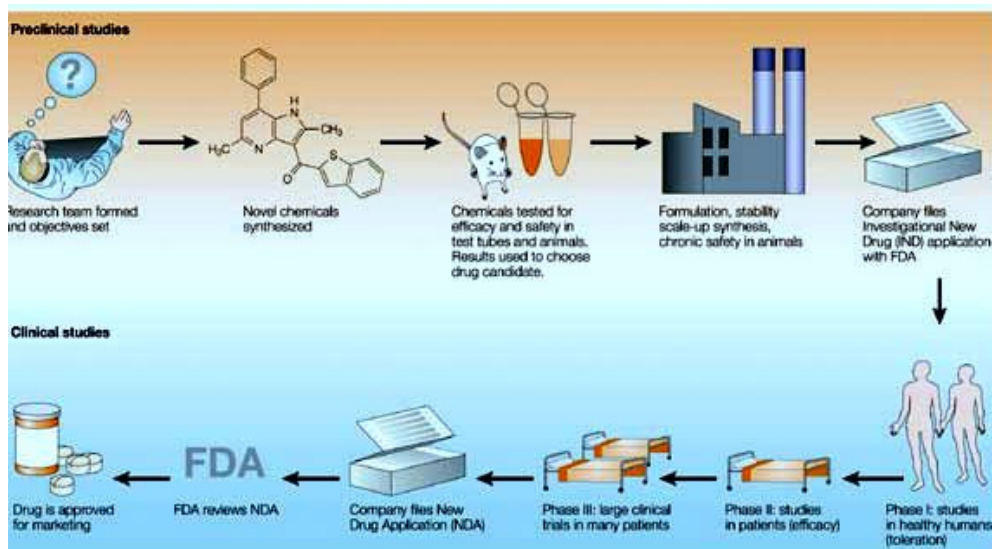 Preclinical studies
?
H
N
CH₃
H₃C
N
S
O
Research team formed
and objectives set
Novel chemicals
synthesized
Chemicals tested for
efficacy and safety in
test tubes and animals.
Results used to choose
drug candidate.
Formulation, stability
scale-up synthesis,
chronic safety in animals
Company files
Investigational New
Drug (IND) application
with FDA
Clinical studies
FDA
Drug is approved
for marketing
FDA reviews NDA
Company files New
Drug Application (NDA)
Phase III: large clinical
trials in many patients
Phase II: studies
in patients (efficacy)
Phase I: studies
in healthy humans
(toleration)